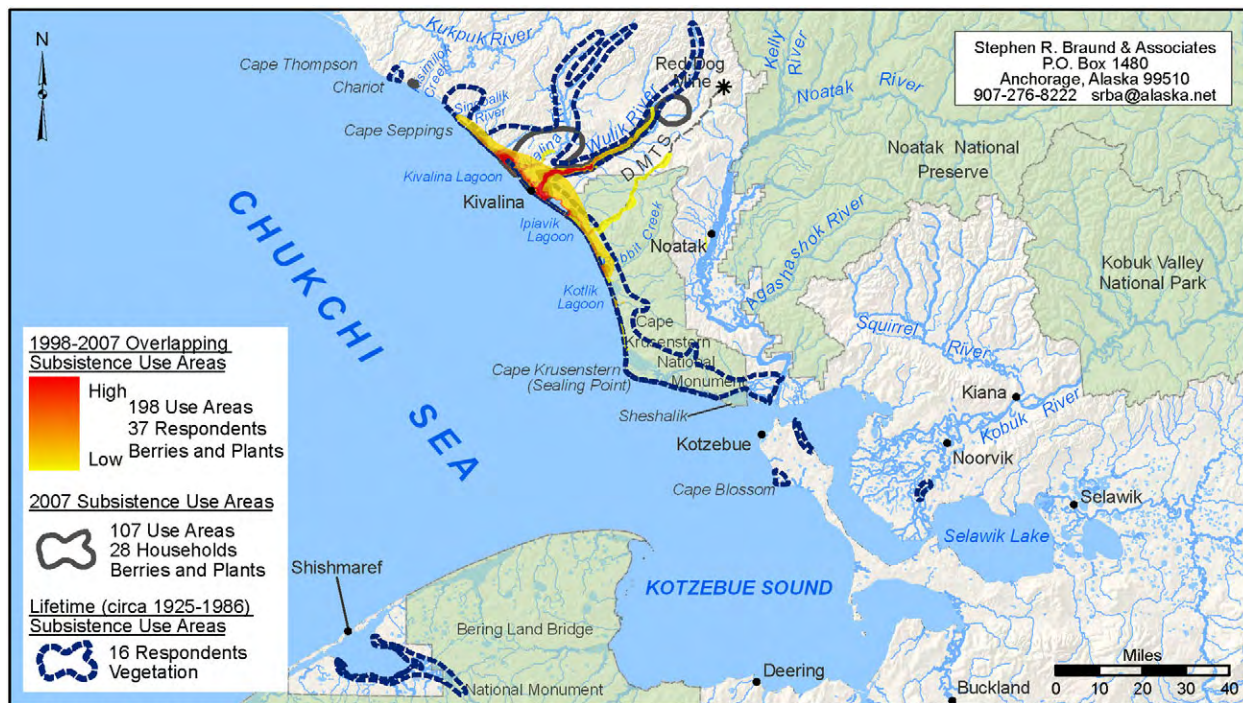 N
Kukpuk River
Cape Thompson
Chariot
Creek
River
Cape Seppings
Wulik River
Red Dog
Mine
DMTS
Kivalina Lagoon
Kivalina
Ipiavik
Lagoon
Creek
Kotlik
Lagoon
Noatak
Kelly
River
Noatak River
Noatak National
Preserve
Agashashok River
Kobuk Valley
National Park
Squirrel
River
Kiana
Kobuk River
Noorvik
Selawik
Selawik Lake
Cape
Krusenstern
National
Monument
Cape Krusenstern
(Sealing Point)
Sheshalik
Kotzebue
Cape Blossom
CHUKCHI
SEA
KOTZEBUE SOUND
Shishmaref
Bering Land Bridge
National Monument
Deering
Buckland
Stephen R. Braund & Associates
P.O. Box 1480
Anchorage, Alaska 99510
907-276-8222 srba@alaska.net
1998-2007 Overlapping
Subsistence Use Areas
High
198 Use Areas
37 Respondents
Berries and Plants
Low
2007 Subsistence Use Areas
107 Use Areas
28 Households
Berries and Plants
Lifetime (circa 1925-1986)
Subsistence Use Areas
16 Respondents
Vegetation
Miles
0 10 20 30 40